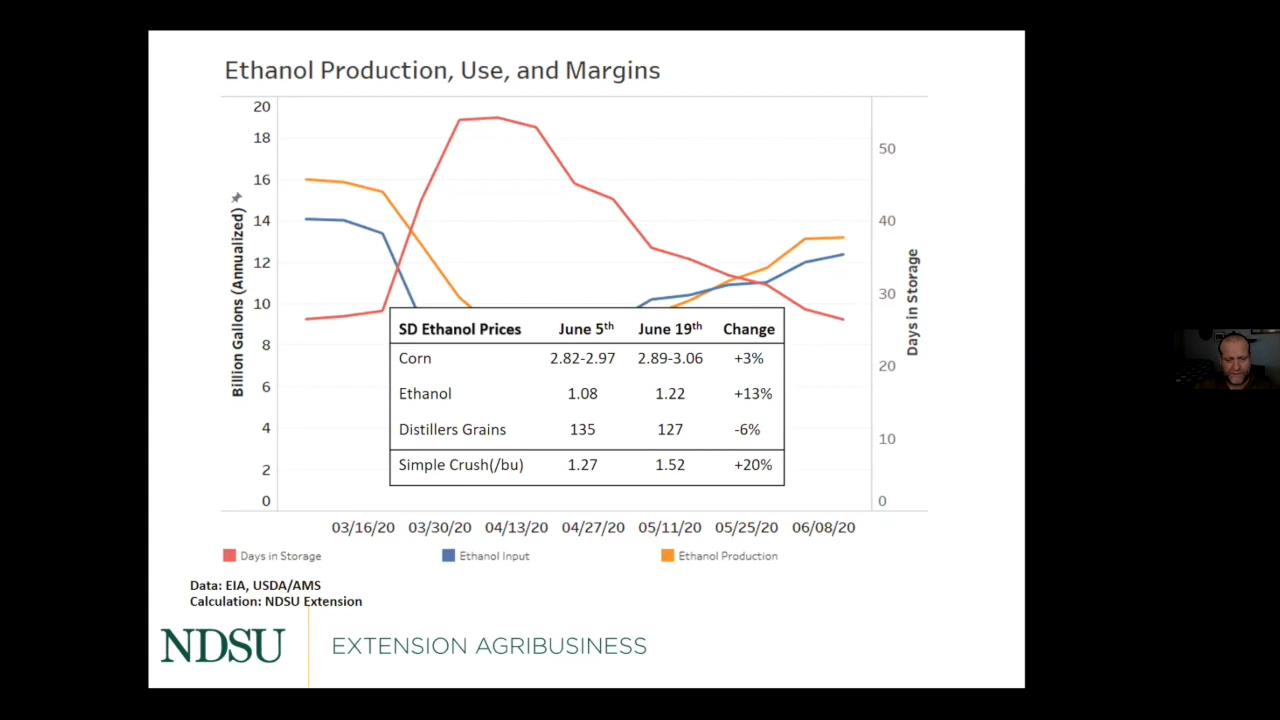 Ethanol Production, Use, and Margins
20
18
16
14
12
10
8
6
4
2
0
Billion Gallons (Annualized)
50
40
30
20
10
0
Days in Storage
SD Ethanol Prices June 5th June 19th Change
Corn 2.82-2.97 2.89-3.06 +3%
Ethanol 1.08 1.22 +13%
Distillers Grains 135 127 -6%
Simple Crush(/bu) 1.27 1.52 +20%
03/16/20 03/30/20 04/13/20 04/27/20 05/11/20 05/25/20 06/08/20
Days in Storage Ethanol Input Ethanol Production
Data: EIA, USDA/AMS
Calculation: NDSU Extension
NDSU EXTENSION AGRIBUSINESS